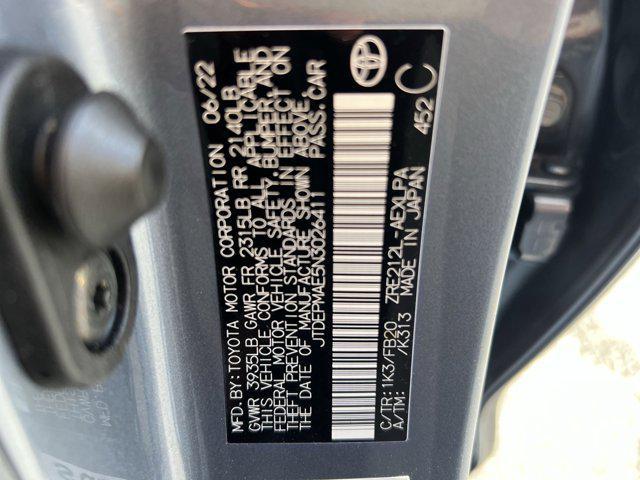 MFD.BY:TOYOTA MOTOR CORPORATION 06/22
GVWR 3935LB GAWR FR 2315LB RR 2140LB
THIS VEHICLE CONFORMS TO ALL APPLICABLE
FEDERAL MOTOR VEHICLE SAFETY,BUMPER AND
THEFT PREVENTION STANDARDS IN EFFECT ON
THE DATE OF MANUFACTURE SHOWN ABOVE.
JTDEPMAE5N3026411 PASS.CAR
C/TR:1K3/FB20 ZRE212L-AEXLPA 452 C
A/TM: /K313 MADE IN JAPAN